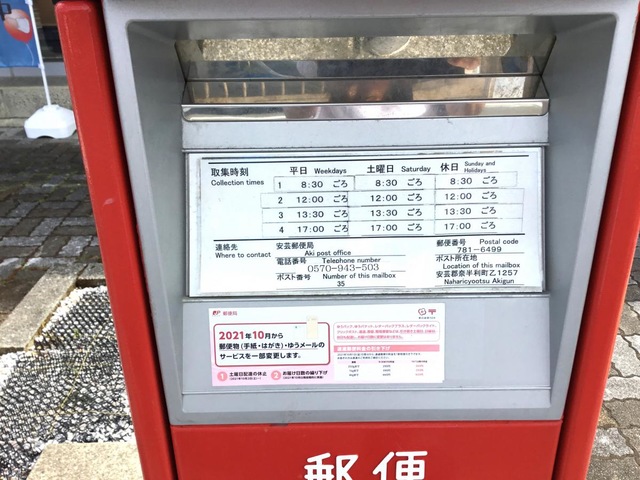 取集時刻 平日 Weekdays 土曜日 Saturday 休日 Sunday and Holidays
Collection times
1 8:30 ごろ 8:30 ごろ 8:30 ごろ
2 12:00 ごろ 12:00 ごろ 12:00 ごろ
3 13:30 ごろ 13:30 ごろ 13:30 ごろ
4 17:00 ごろ 17:00 ごろ 17:00 ごろ
連絡先 安芸郵便局 郵便番号 Postal code
Where to contact Aki post office 781-6499
電話番号 Telephone number ポスト所在地
0570-943-503 Location of this mailbox
ポスト番号 Number of this mailbox 安芸郡奈半利町乙1257
35 Naharicyootsu Akigun
郵便局
2021年10月から
郵便物(手紙・はがき)・ゆうメールの
サービスを一部変更します。
1 土曜日配達の休止 2 お届け日数の繰り下げ
郵便